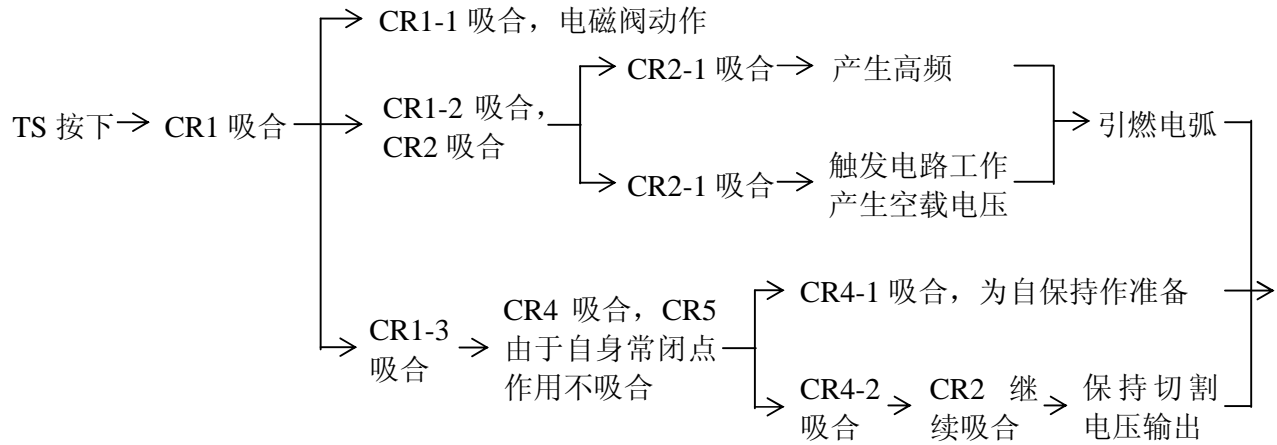 CR1-1 吸合，电磁阀动作
TS 按下
CR1 吸合
CR1-2 吸合，
CR2 吸合
CR2-1 吸合
产生高频
CR2-1 吸合
触发电路工作
产生空载电压
引燃电弧
CR1-3
吸合
CR4 吸合，CR5
由于自身常闭点
作用不吸合
CR4-1 吸合，为自保持作准备
CR4-2
吸合
CR2 继
续吸合
保持切割
电压输出